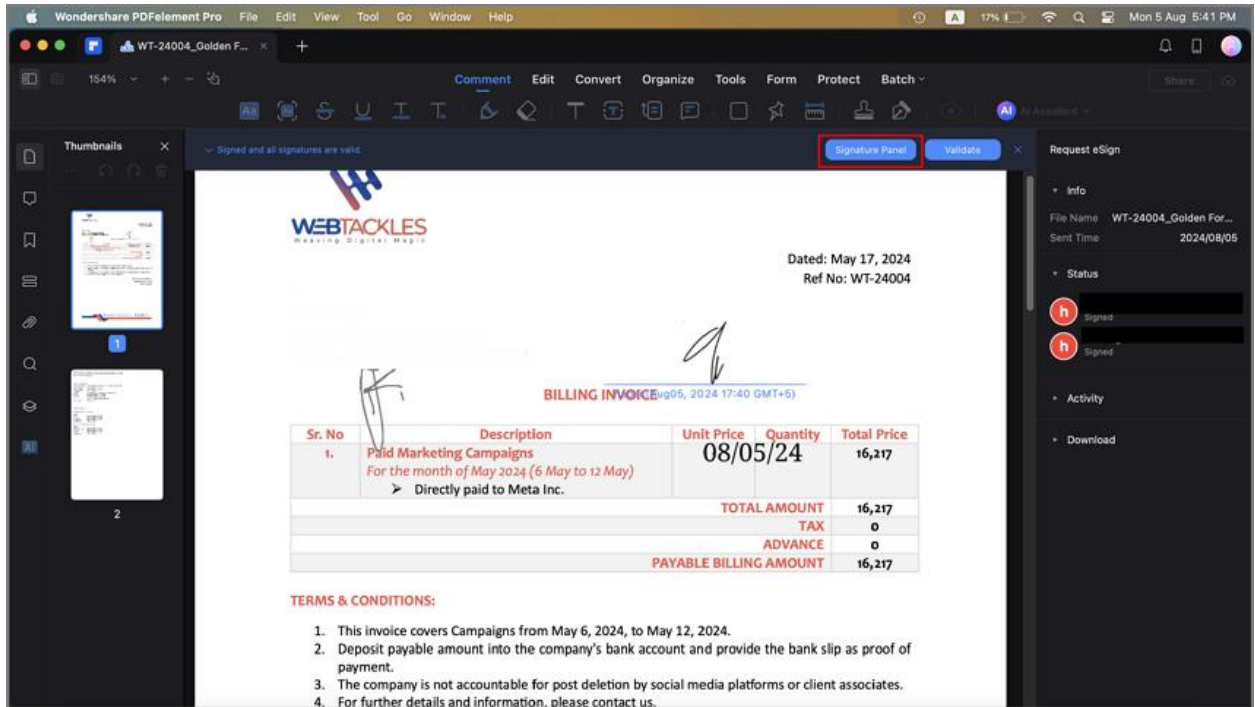 Wondershare PDFelement Pro File Edit View Tool Go Window Help A 17% Mon 5 Aug 5:41 PM
WT-24004_Golden F... × +
154% Comment Edit Convert Organize Tools Form Protect Batch Share
AI AI Assistant
Thumbnails ×
Signed and all signatures are valid. Signature Panel Validate ×
Request eSign
Info
File Name WT-24004_Golden For...
Sent Time 2024/08/05
Status
h Signed
h Signed
Activity
Download
1
2
AI
WEBTACKLES
Weaving Digital Magic
Dated: May 17, 2024
Ref No: WT-24004
BILLING INVOICE
05, 2024 17:40 GMT+5)
Sr. No Description Unit Price Quantity Total Price
1. Paid Marketing Campaigns 08/05/24 16,217
For the month of May 2024 (6 May to 12 May)
➢ Directly paid to Meta Inc.
TOTAL AMOUNT 16,217
TAX 0
ADVANCE 0
PAYABLE BILLING AMOUNT 16,217
TERMS & CONDITIONS:
1. This invoice covers Campaigns from May 6, 2024, to May 12, 2024.
2. Deposit payable amount into the company's bank account and provide the bank slip as proof of
payment.
3. The company is not accountable for post deletion by social media platforms or client associates.
4. For further details and information, please contact us.